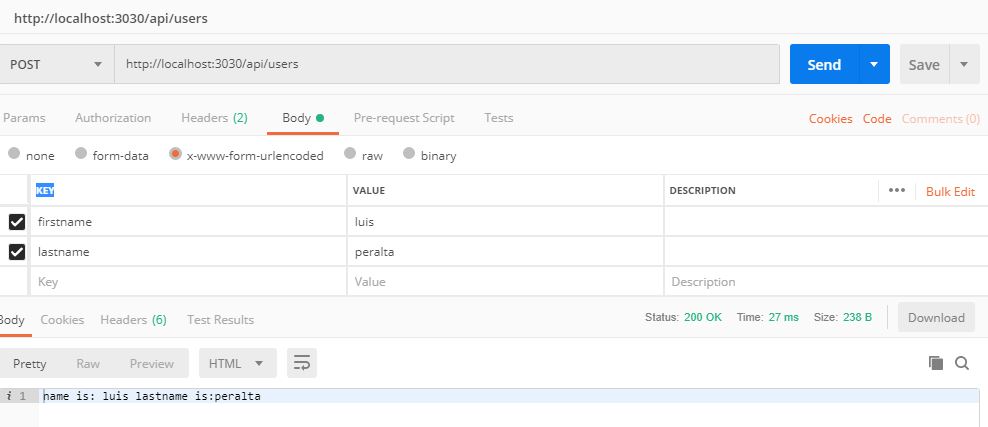 http://localhost:3030/api/users
POST http://localhost:3030/api/users Send Save
Params Authorization Headers (2) Body Pre-request Script Tests Cookies Code Comments (0)
none form-data x-www-form-urlencoded raw binary
KEY VALUE DESCRIPTION ••• Bulk Edit
firstname luis
lastname peralta
Key Value Description
Body Cookies Headers (6) Test Results Status: 200 OK Time: 27 ms Size: 238 B Download
Pretty Raw Preview HTML
i 1 name is: luis lastname is:peralta